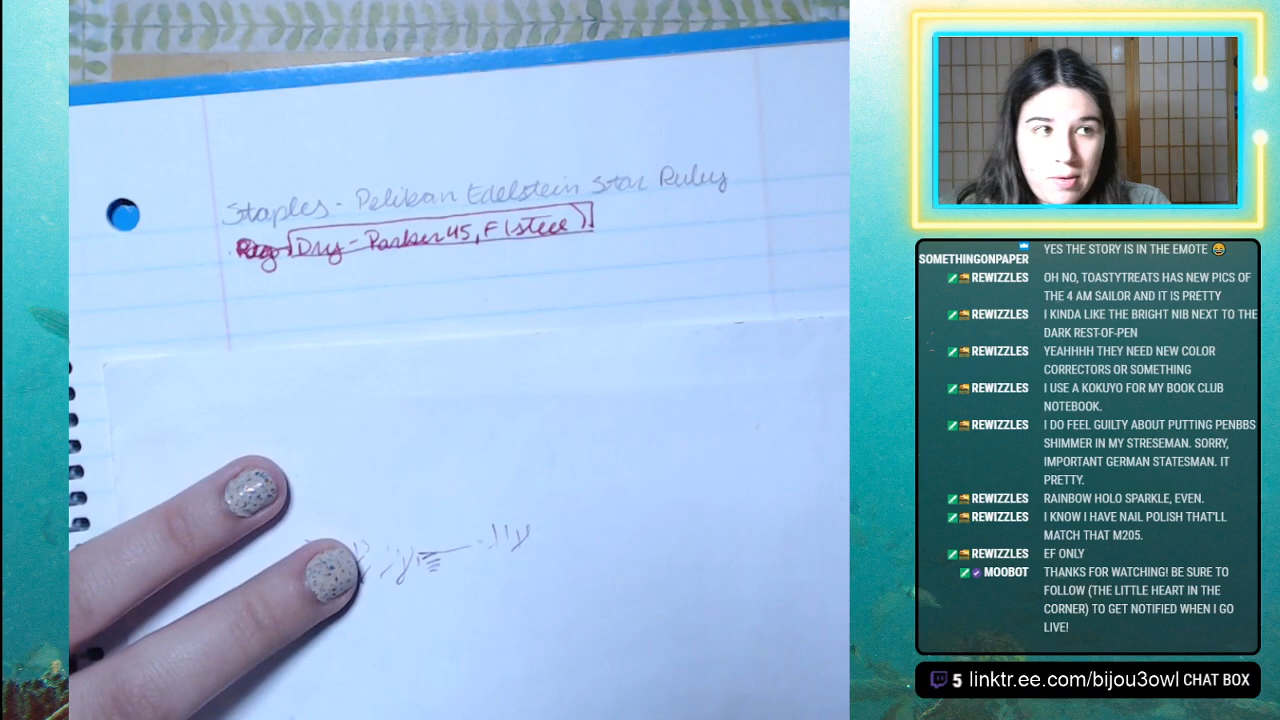 Staples - Pelikan Edelstein Star Ruby
Dry - Parker 45, F (steel)
SOMETHINGONPAPER YES THE STORY IS IN THE EMOTE 😂
REWIZZLES OH NO, TOASTYTREATS HAS NEW PICS OF
THE 4 AM SAILOR AND IT IS PRETTY
REWIZZLES I KINDA LIKE THE BRIGHT NIB NEXT TO THE
DARK REST-OF-PEN
REWIZZLES YEAHHHH THEY NEED NEW COLOR
CORRECTORS OR SOMETHING
REWIZZLES I USE A KOKUYO FOR MY BOOK CLUB
NOTEBOOK.
REWIZZLES I DO FEEL GUILTY ABOUT PUTTING PENBBS
SHIMMER IN MY STRESEMAN. SORRY,
IMPORTANT GERMAN STATESMAN. IT
PRETTY.
REWIZZLES RAINBOW HOLO SPARKLE, EVEN.
REWIZZLES I KNOW I HAVE NAIL POLISH THAT'LL
MATCH THAT M205.
REWIZZLES EF ONLY
MOOBOT THANKS FOR WATCHING! BE SURE TO
FOLLOW (THE LITTLE HEART IN THE
CORNER) TO GET NOTIFIED WHEN I GO
LIVE!
5 linktr.ee.com/bijou3owl CHAT BOX